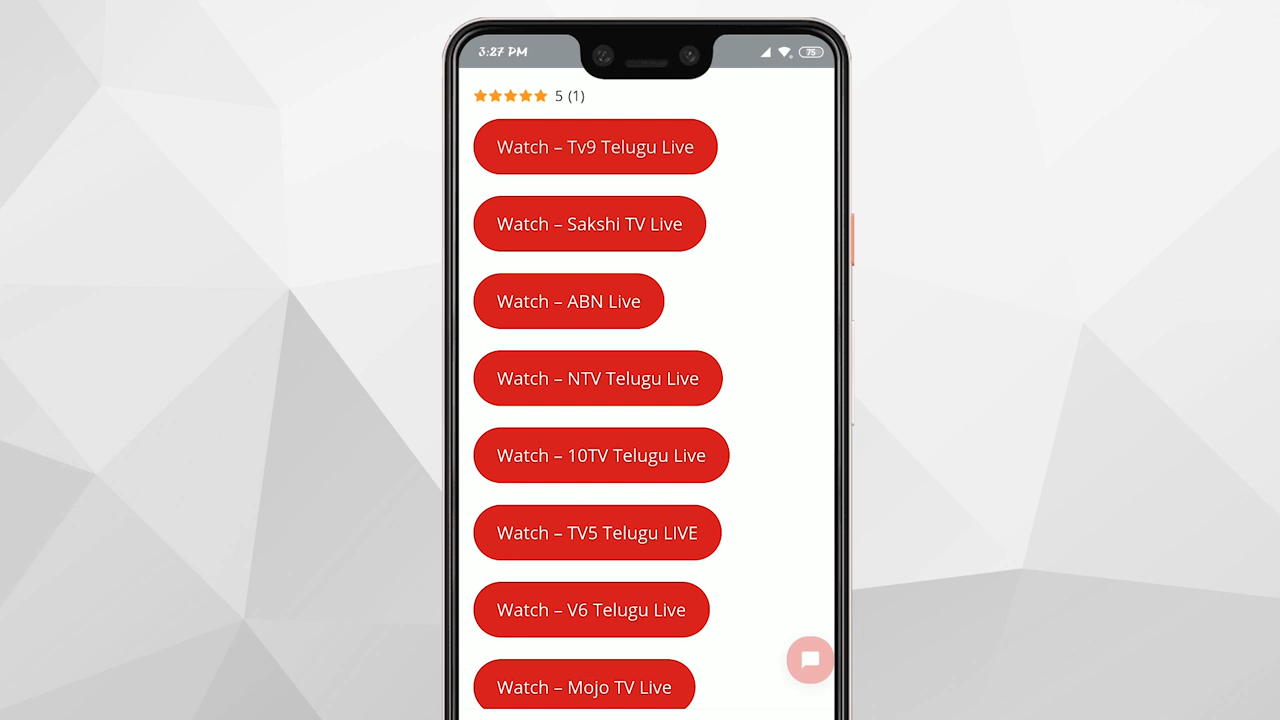 3:27 PM
75
5 (1)
Watch – Tv9 Telugu Live
Watch – Sakshi TV Live
Watch – ABN Live
Watch – NTV Telugu Live
Watch – 10TV Telugu Live
Watch – TV5 Telugu LIVE
Watch – V6 Telugu Live
Watch – Mojo TV Live